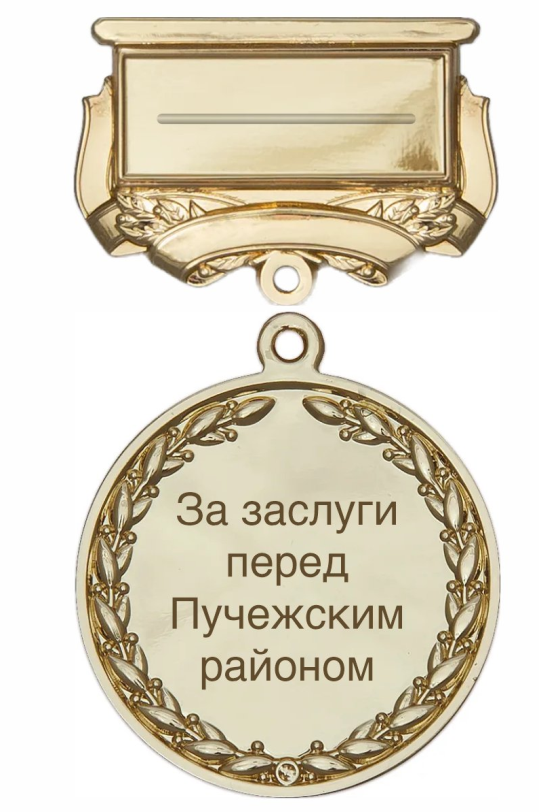 За заслуги
перед
Пучежским
районом